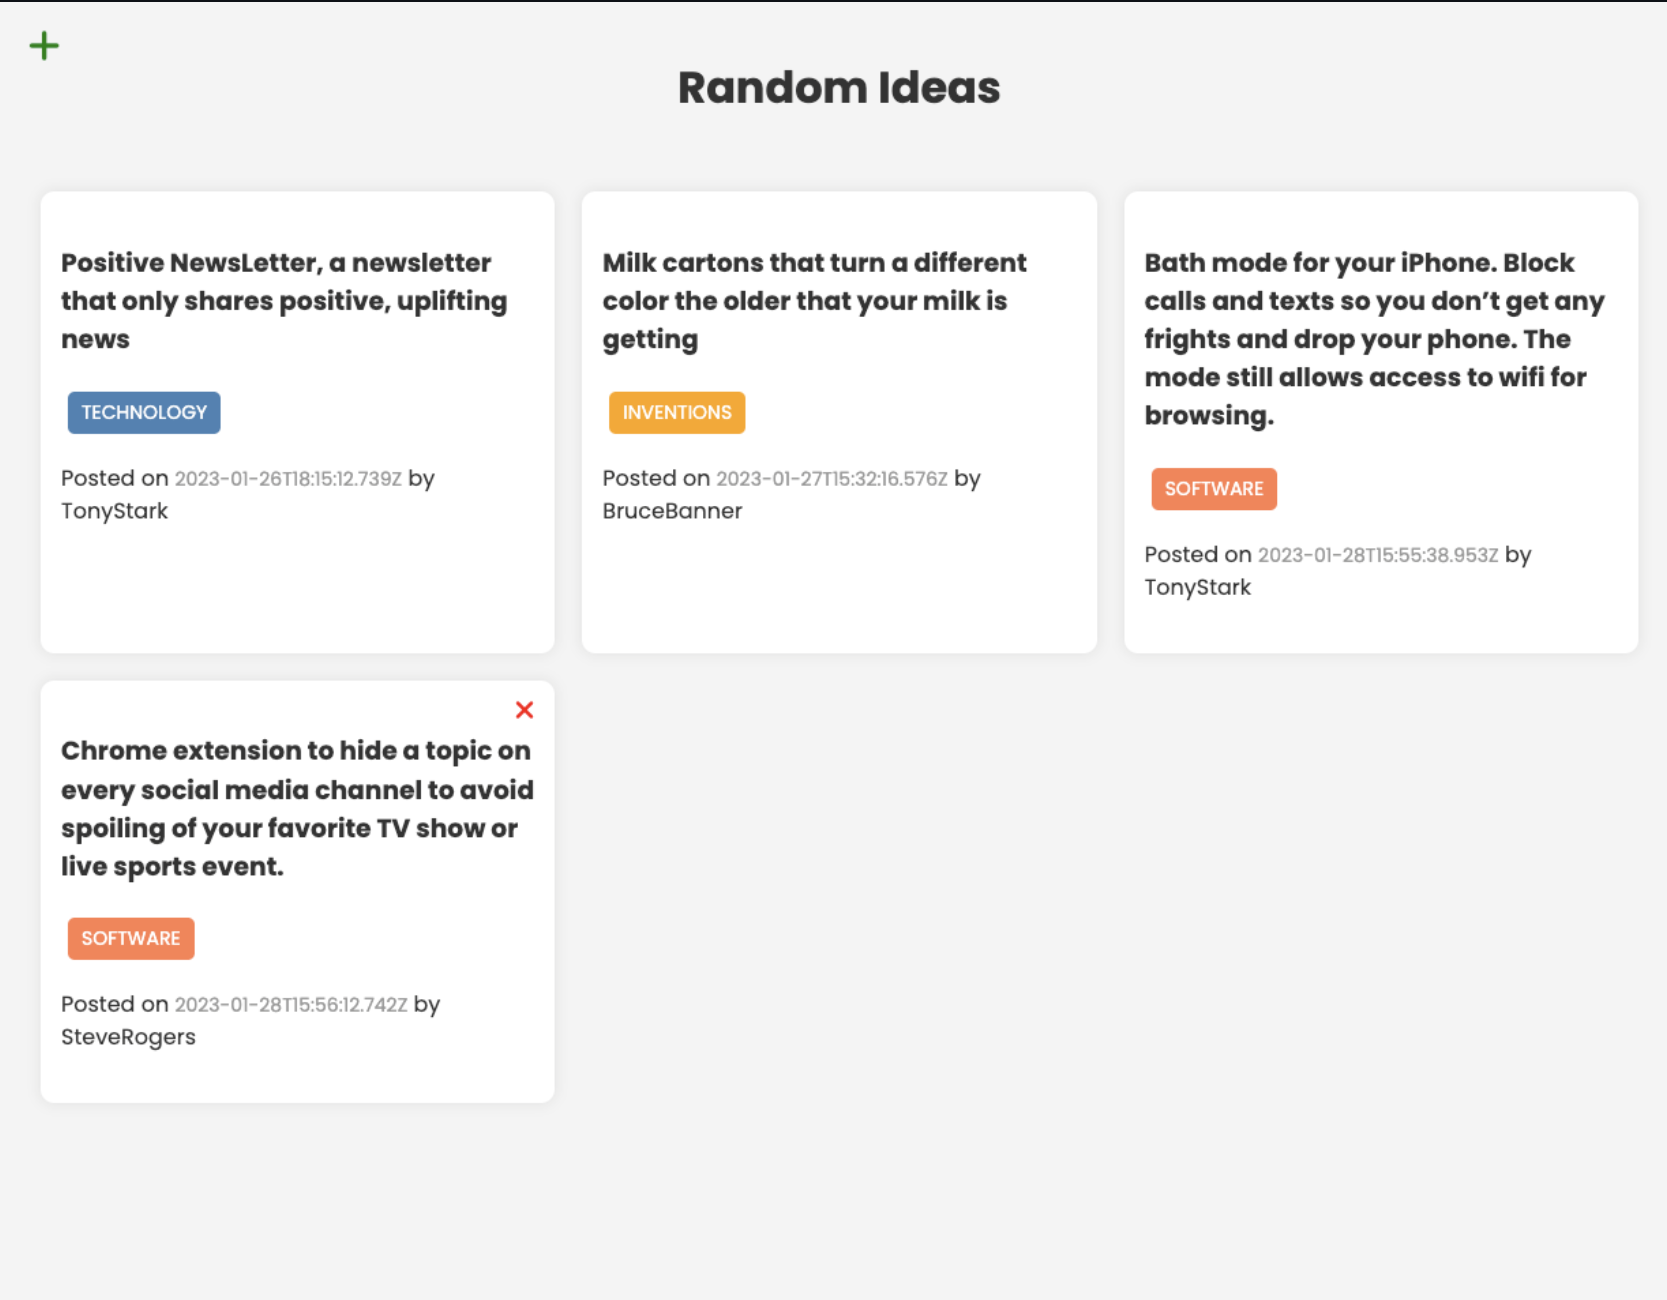 Random Ideas
Positive NewsLetter, a newsletter
that only shares positive, uplifting
news
TECHNOLOGY
Posted on 2023-01-26T18:15:12.739Z by
TonyStark
Milk cartons that turn a different
color the older that your milk is
getting
INVENTIONS
Posted on 2023-01-27T15:32:16.576Z by
BruceBanner
Bath mode for your iPhone. Block
calls and texts so you don’t get any
frights and drop your phone. The
mode still allows access to wifi for
browsing.
SOFTWARE
Posted on 2023-01-28T15:55:38.953Z by
TonyStark
Chrome extension to hide a topic on
every social media channel to avoid
spoiling of your favorite TV show or
live sports event.
SOFTWARE
Posted on 2023-01-28T15:56:12.742Z by
SteveRogers